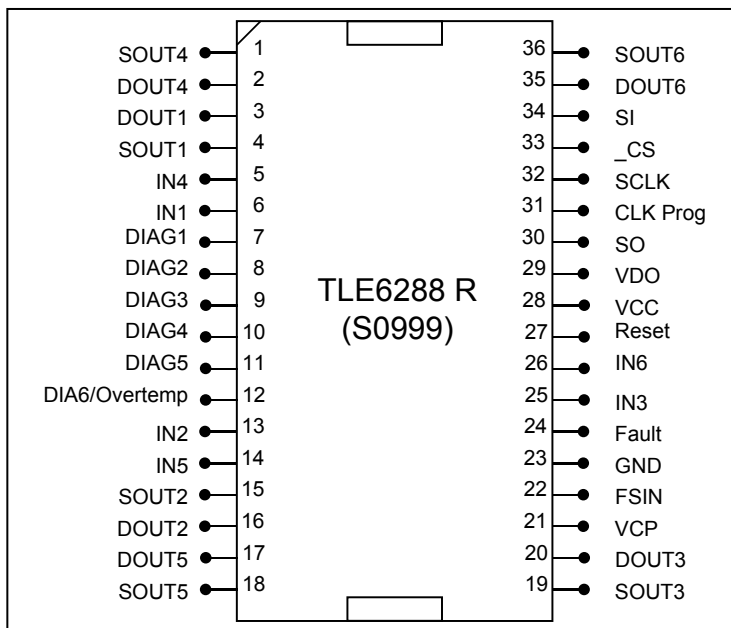 SOUT4 1 36 SOUT6
DOUT4 2 35 DOUT6
DOUT1 3 34 SI
SOUT1 4 33 _CS
IN4 5 32 SCLK
IN1 6 31 CLK Prog
DIAG1 7 30 SO
DIAG2 8 29 VDO
DIAG3 9 TLE6288 R 28 VCC
DIAG4 10 (S0999) 27 Reset
DIAG5 11 26 IN6
DIA6/Overtemp 12 25 IN3
IN2 13 24 Fault
IN5 14 23 GND
SOUT2 15 22 FSIN
DOUT2 16 21 VCP
DOUT5 17 20 DOUT3
SOUT5 18 19 SOUT3